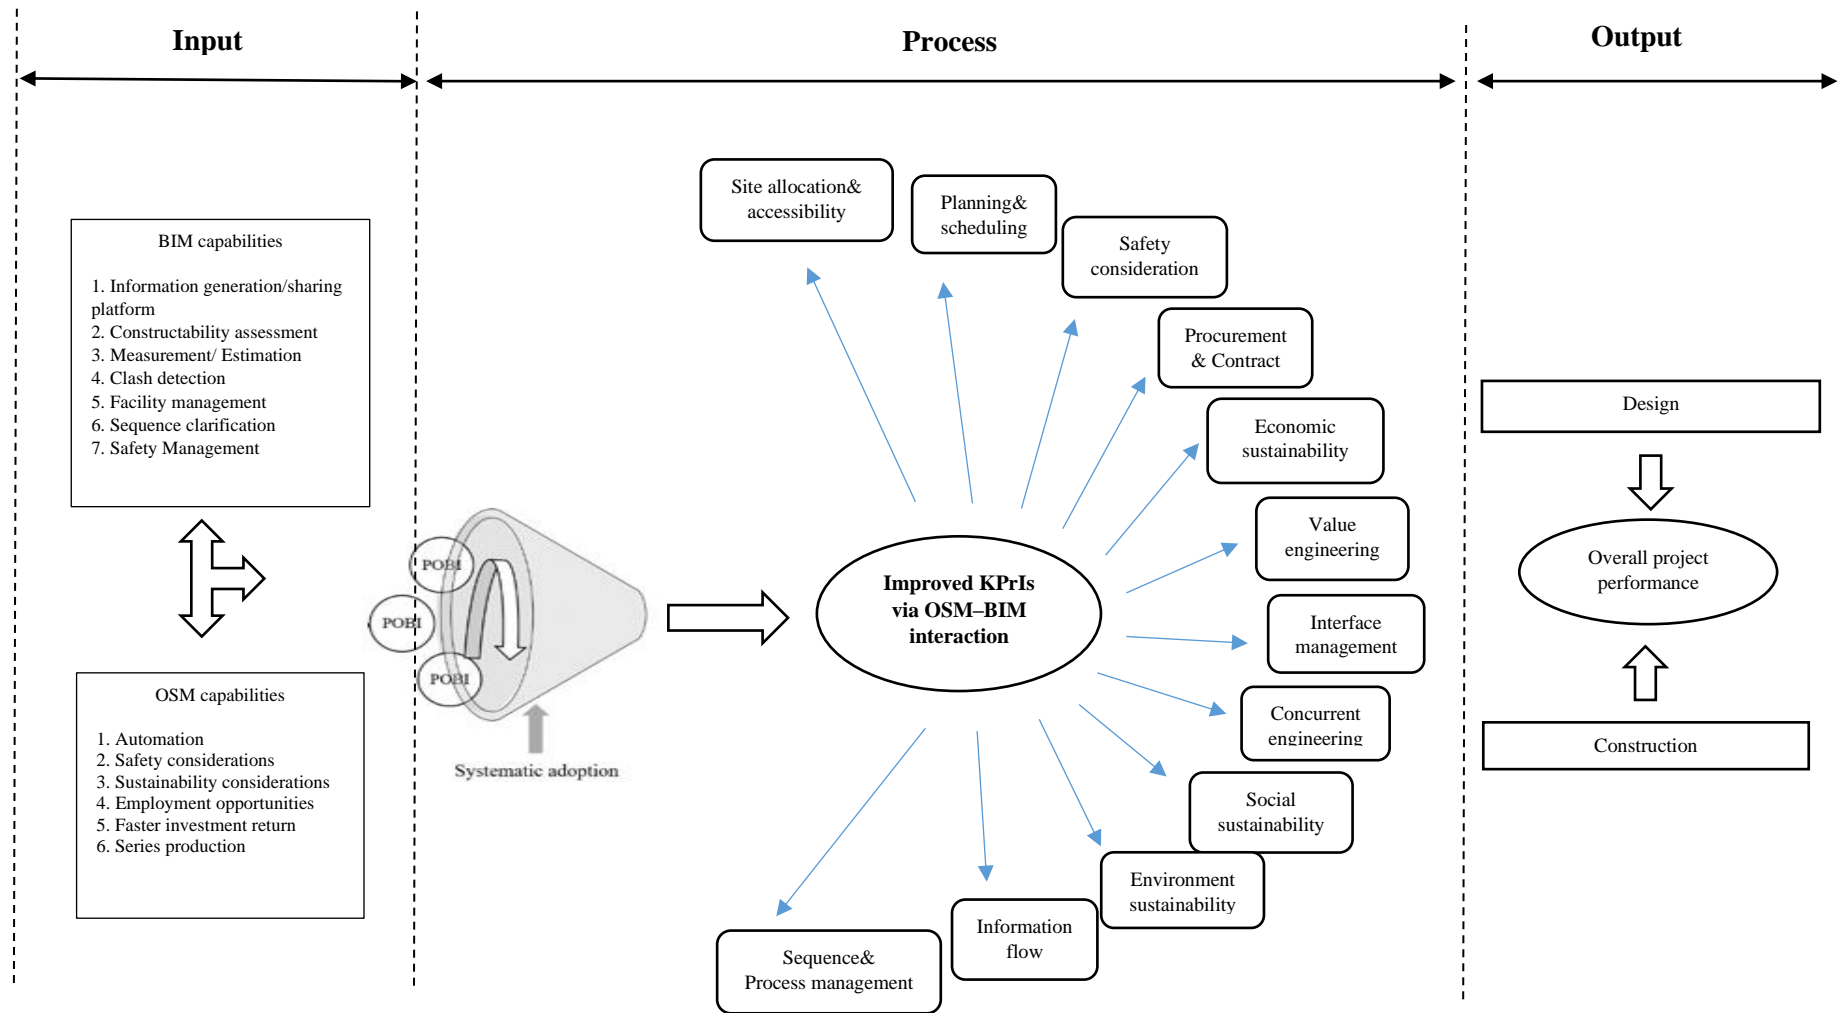 Input
Process
Output
BIM capabilities
1. Information generation/sharing
platform
2. Constructability assessment
3. Measurement/ Estimation
4. Clash detection
5. Facility management
6. Sequence clarification
7. Safety Management
OSM capabilities
1. Automation
2. Safety considerations
3. Sustainability considerations
4. Employment opportunities
5. Faster investment return
6. Series production
POBI
POBI
POBI
Systematic adoption
Improved KPrIs
via OSM–BIM
interaction
Site allocation&
accessibility
Planning&
scheduling
Safety
consideration
Procurement
& Contract
Economic
sustainability
Value
engineering
Interface
management
Concurrent
engineering
Social
sustainability
Environment
sustainability
Information
flow
Sequence&
Process management
Design
Overall project
performance
Construction